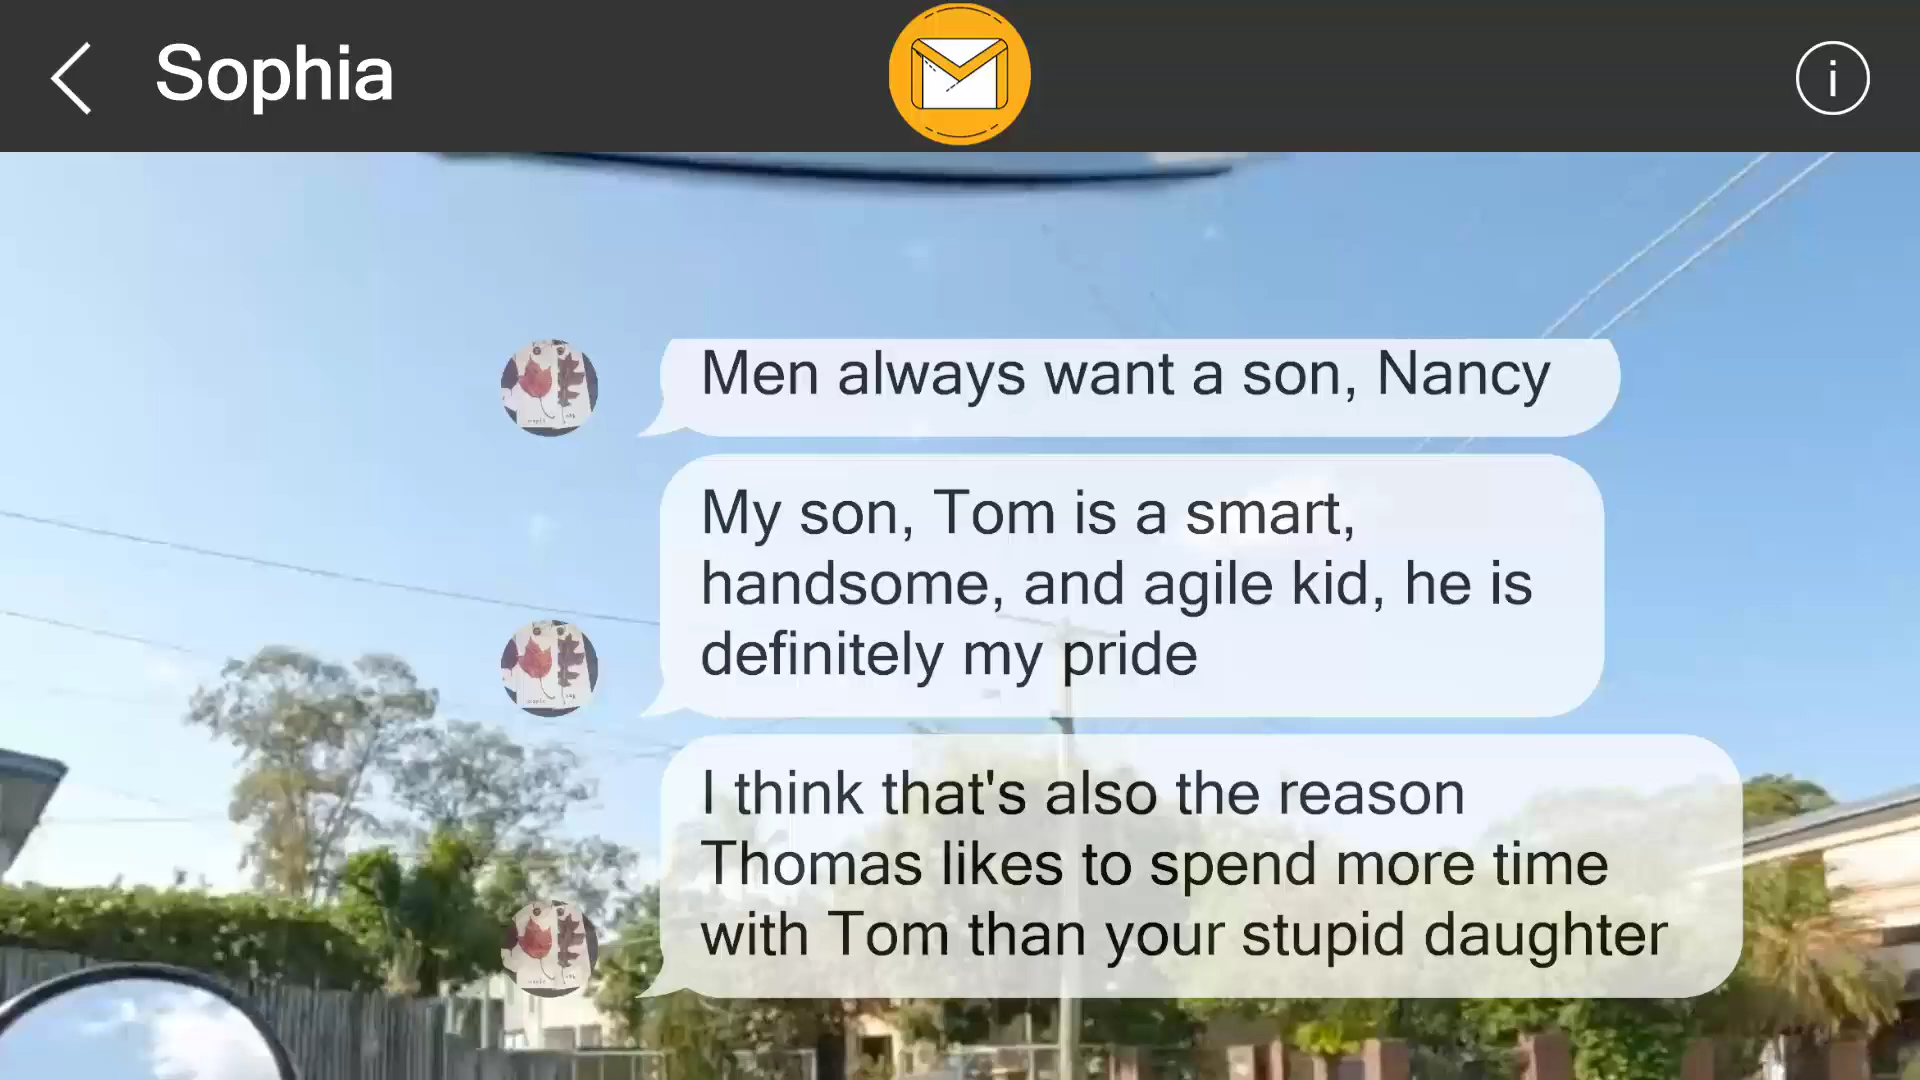 Sophia
i
Men always want a son, Nancy
My son, Tom is a smart,
handsome, and agile kid, he is
definitely my pride
I think that's also the reason
Thomas likes to spend more time
with Tom than your stupid daughter